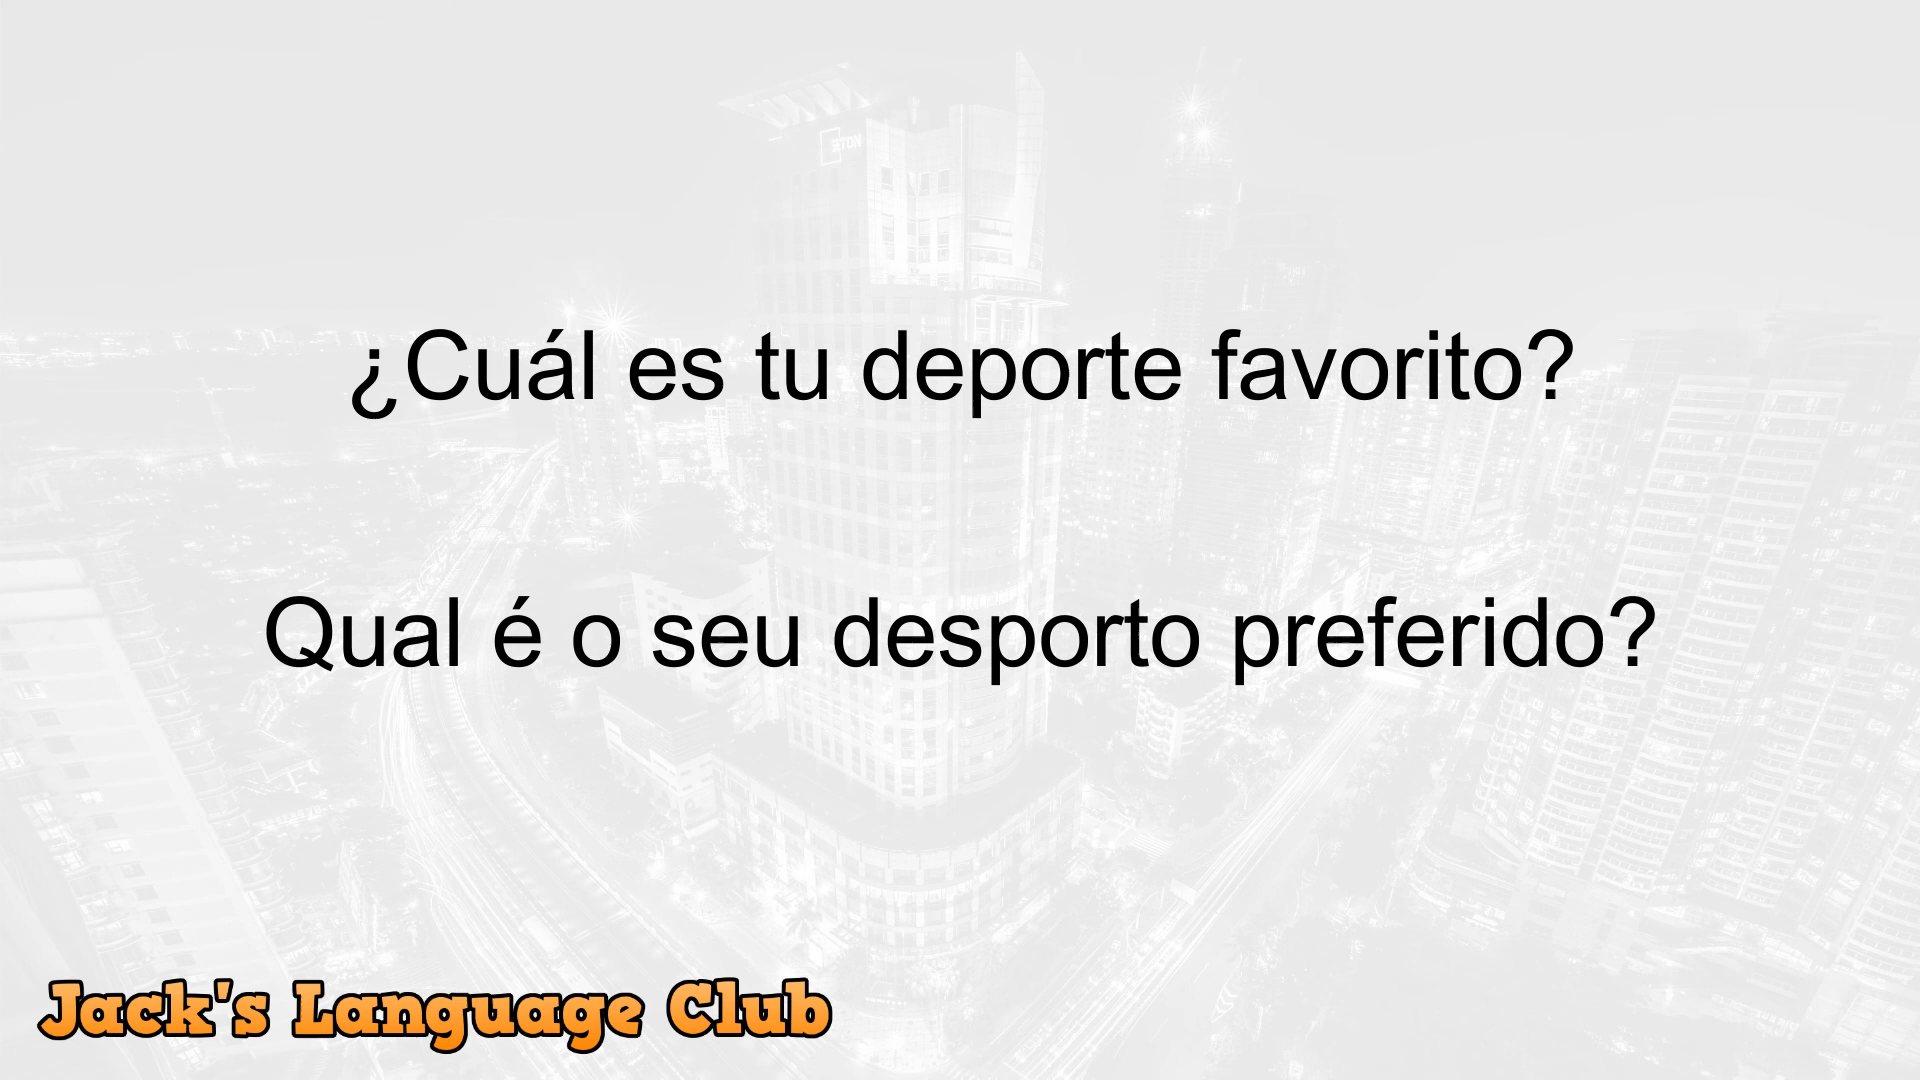 ¿Cuál es tu deporte favorito?
Qual é o seu desporto preferido?
Jack's Language Club